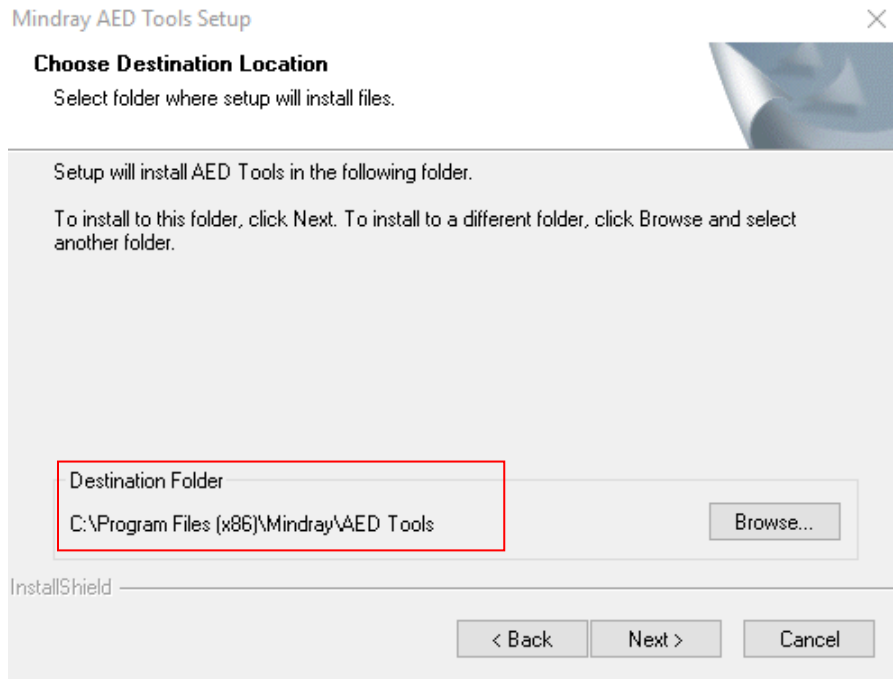 Mindray AED Tools Setup
Choose Destination Location
Select folder where setup will install files.
Setup will install AED Tools in the following folder.
To install to this folder, click Next. To install to a different folder, click Browse and select
another folder.
Destination Folder
C:\Program Files (x86)\Mindray\AED Tools
Browse...
InstallShield
< Back
Next >
Cancel